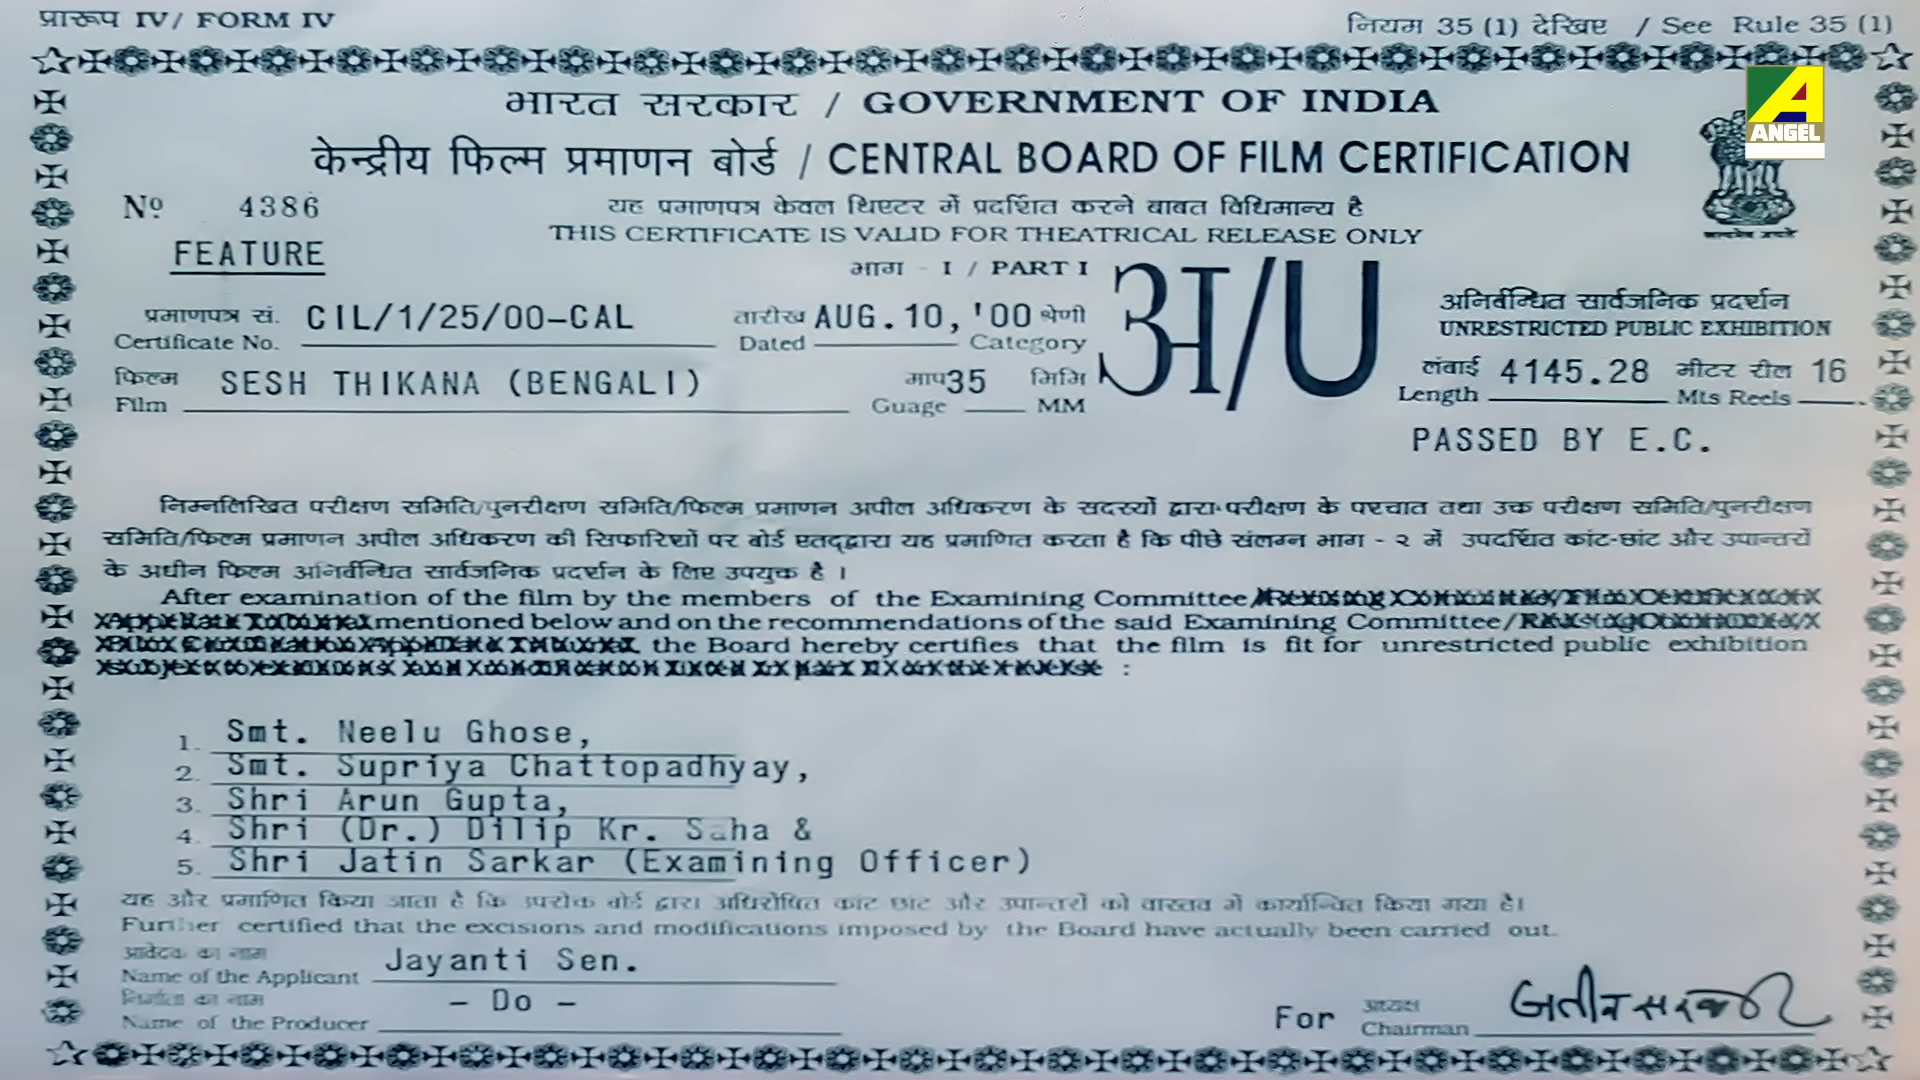 प्रारूप IV/ FORM IV
नियम 35 (1) देखिए / See Rule 35 (1)
ANGEL
भारत सरकार / GOVERNMENT OF INDIA
केन्द्रीय फिल्म प्रमाणन बोर्ड / CENTRAL BOARD OF FILM CERTIFICATION
सत्यमेव जयते
Nº 4386
यह प्रमाणपत्र केवल थिएटर में प्रदर्शित करने बाबत विधिमान्य है
THIS CERTIFICATE IS VALID FOR THEATRICAL RELEASE ONLY
FEATURE
भाग - I / PART I
अ/U
अनिर्बन्धित सार्वजनिक प्रदर्शन
UNRESTRICTED PUBLIC EXHIBITION
प्रमाणपत्र सं. CIL/1/25/00-CAL तारीख AUG.10,'00 श्रेणी
Certificate No. Dated Category
लंबाई 4145.28 मीटर रील 16
Length Mts Reels
फिल्म SESH THIKANA (BENGALI) माप 35 मिमि
Film Guage MM
PASSED BY E.C.
निम्नलिखित परीक्षण समिति/पुनरीक्षण समिति/फिल्म प्रमाणन अपील अधिकरण के सदस्यों द्वारा परीक्षण के पश्चात तथा उक्त परीक्षण समिति/पुनरीक्षण
समिति/फिल्म प्रमाणन अपील अधिकरण की सिफारिशों पर बोर्ड एतद्द्वारा यह प्रमाणित करता है कि पीछे संलग्न भाग - २ में उपदर्शित कांट-छांट और उपान्तरों
के अधीन फिल्म अनिर्बन्धित सार्वजनिक प्रदर्शन के लिए उपयुक्त है ।
After examination of the film by the members of the Examining Committee/
mentioned below and on the recommendations of the said Examining Committee/
the Board hereby certifies that the film is fit for unrestricted public exhibition
:
1. Smt. Neelu Ghose,
2. Smt. Supriya Chattopadhyay,
3. Shri Arun Gupta,
4. Shri (Dr.) Dilip Kr. Saha &
5. Shri Jatin Sarkar (Examining Officer)
यह और प्रमाणित किया जाता है कि उपरोक्त बोर्ड द्वारा अधिरोपित कांट छांट और उपान्तरों को वास्तव में कार्यान्वित किया गया है।
Further certified that the excisions and modifications imposed by the Board have actually been carried out.
आवेदक का नाम Jayanti Sen.
Name of the Applicant
निर्माता का नाम - Do -
Name of the Producer
For अध्यक्ष
Chairman